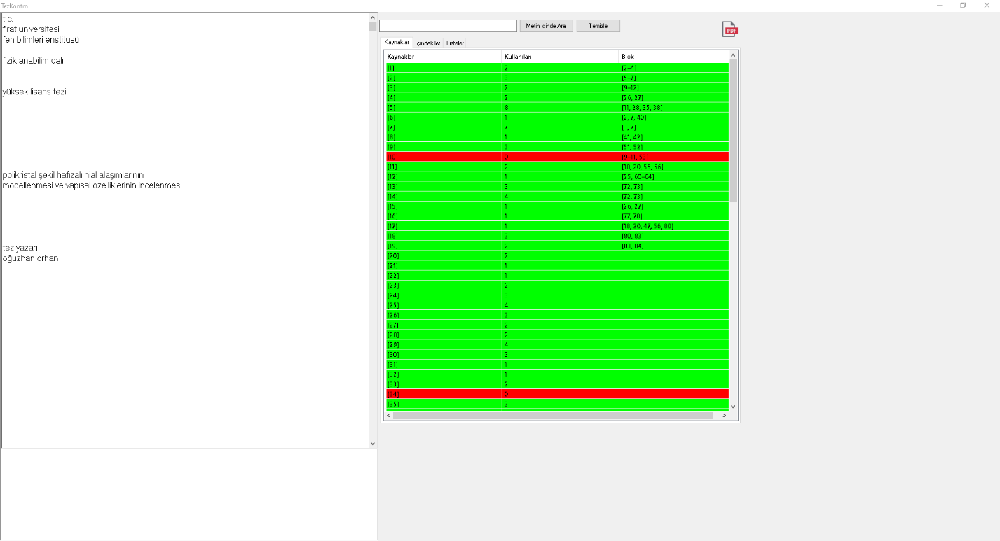 TezKontrol
t.c.
fırat üniversitesi
fen bilimleri enstitüsü
fizik anabilim dalı
yüksek lisans tezi
polikristal şekil hafızalı nial alaşımlarının
modellenmesi ve yapısal özelliklerinin incelenmesi
tez yazarı
oğuzhan orhan
Metin içinde Ara Temizle
PDF
Kaynaklar İçindekiler Listeler
Kaynaklar Kullanılan Blok
[1] 2 [2-4]
[2] 3 [5-7]
[3] 2 [9-12]
[4] 2 [26, 27]
[5] 8 [11, 28, 35, 38]
[6] 1 [2, 7, 40]
[7] 7 [3, 7]
[8] 1 [41, 42]
[9] 3 [51, 52]
[10] 0 [9-11, 53]
[11] 2 [18, 20, 55, 56]
[12] 1 [25, 60-64]
[13] 3 [72, 73]
[14] 4 [72, 73]
[15] 1 [26, 27]
[16] 1 [77, 78]
[17] 1 [18, 20, 47, 56, 80]
[18] 3 [80, 83]
[19] 2 [83, 84]
[20] 2
[21] 1
[22] 1
[23] 2
[24] 3
[25] 4
[26] 3
[27] 2
[28] 2
[29] 4
[30] 3
[31] 1
[32] 1
[33] 2
[34] 0
[35] 3